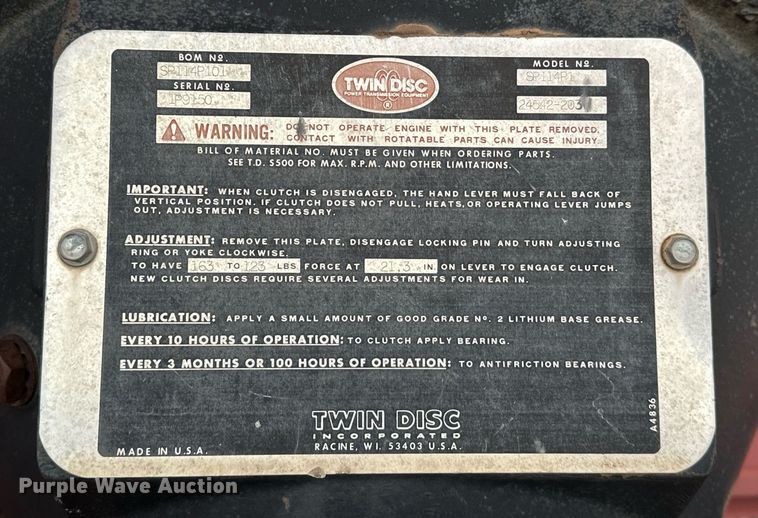 BOM Nº.
SP114P101
SERIAL Nº.
1P9150
TWIN DISC
POWER TRANSMISSION EQUIPMENT
®
MODEL Nº.
SP114P1
24542-203
WARNING: DO NOT OPERATE ENGINE WITH THIS PLATE REMOVED.
CONTACT WITH ROTATABLE PARTS CAN CAUSE INJURY.
BILL OF MATERIAL NO. MUST BE GIVEN WHEN ORDERING PARTS.
SEE T.D. S500 FOR MAX. R.P.M. AND OTHER LIMITATIONS.
IMPORTANT: WHEN CLUTCH IS DISENGAGED, THE HAND LEVER MUST FALL BACK OF
VERTICAL POSITION. IF CLUTCH DOES NOT PULL, HEATS, OR OPERATING LEVER JUMPS
OUT, ADJUSTMENT IS NECESSARY.
ADJUSTMENT: REMOVE THIS PLATE, DISENGAGE LOCKING PIN AND TURN ADJUSTING
RING OR YOKE CLOCKWISE.
TO HAVE 163 TO 123 LBS FORCE AT 21.3 IN ON LEVER TO ENGAGE CLUTCH.
NEW CLUTCH DISCS REQUIRE SEVERAL ADJUSTMENTS FOR WEAR IN.
LUBRICATION: APPLY A SMALL AMOUNT OF GOOD GRADE Nº. 2 LITHIUM BASE GREASE.
EVERY 10 HOURS OF OPERATION: TO CLUTCH APPLY BEARING.
EVERY 3 MONTHS OR 100 HOURS OF OPERATION: TO ANTIFRICTION BEARINGS.
TWIN DISC
INCORPORATED
RACINE, WI. 53403 U.S.A.
MADE IN U.S.A.
A4836
Purple Wave Auction